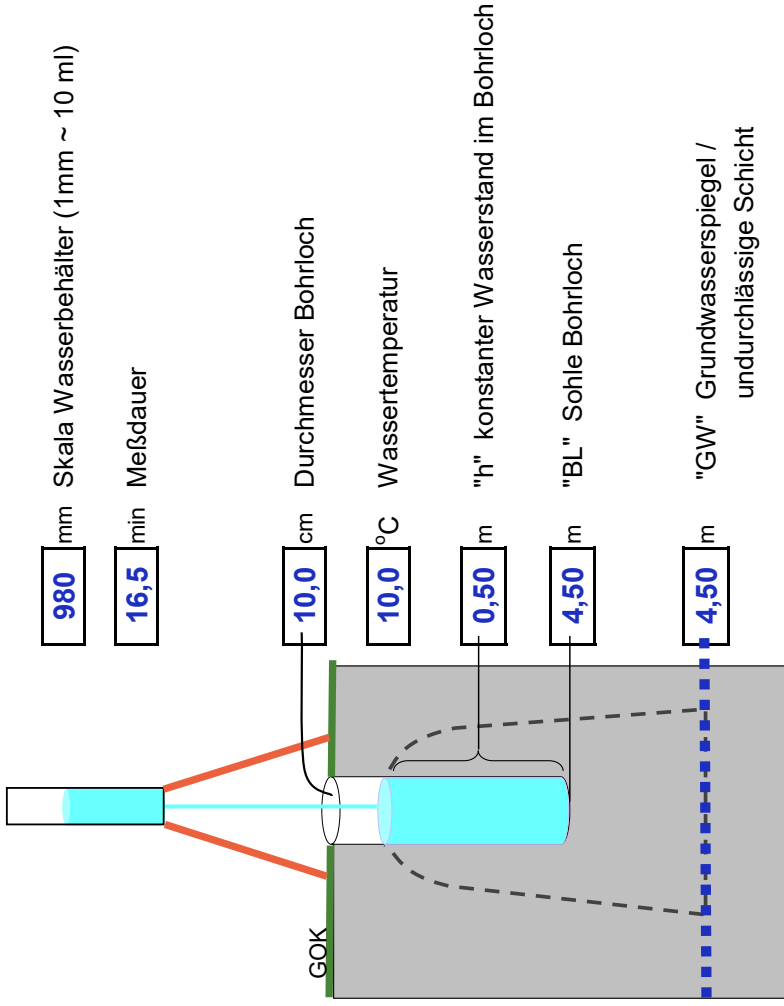 980 mm Skala Wasserbehälter (1mm ~ 10 ml)
16,5 min Meßdauer
10,0 cm Durchmesser Bohrloch
GOK
10,0 °C Wassertemperatur
0,50 m "h" konstanter Wasserstand im Bohrloch
4,50 m "BL" Sohle Bohrloch
4,50 m "GW" Grundwasserspiegel /
undurchlässige Schicht